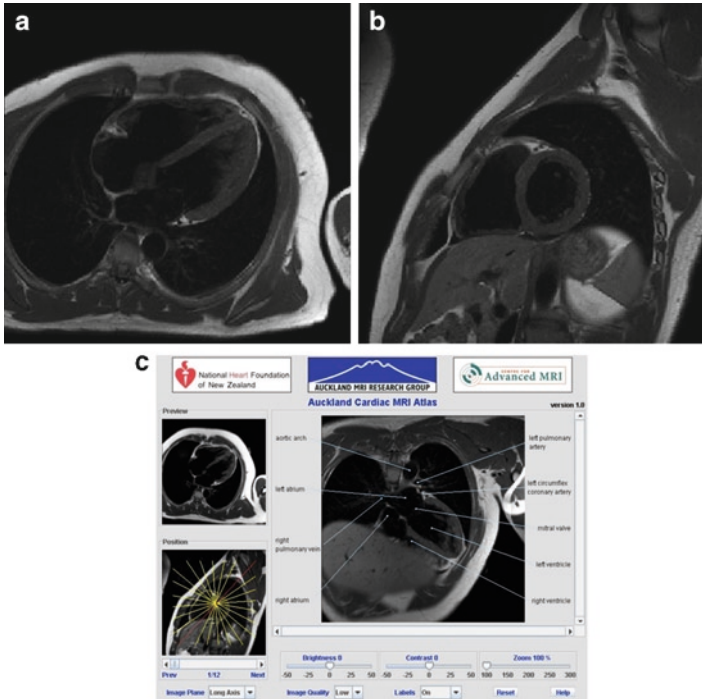 a
b
c
National Heart Foundation
of New Zealand
AUCKLAND MRI RESEARCH GROUP
CENTRE FOR
Advanced MRI
Auckland Cardiac MRI Atlas
version 1.0
Preview
aortic arch
left pulmonary
artery
left atrium
left circumflex
coronary artery
mitral valve
right
pulmonary vein
left ventricle
right atrium
right ventricle
Position
Prev 1/12 Next
Brightness 0 Contrast 0 Zoom 100 %
-50 -25 0 25 50 -50 -25 0 25 50 100 150 200 250 300
Image Plane Long Axis Image Quality Low Labels On Reset Help